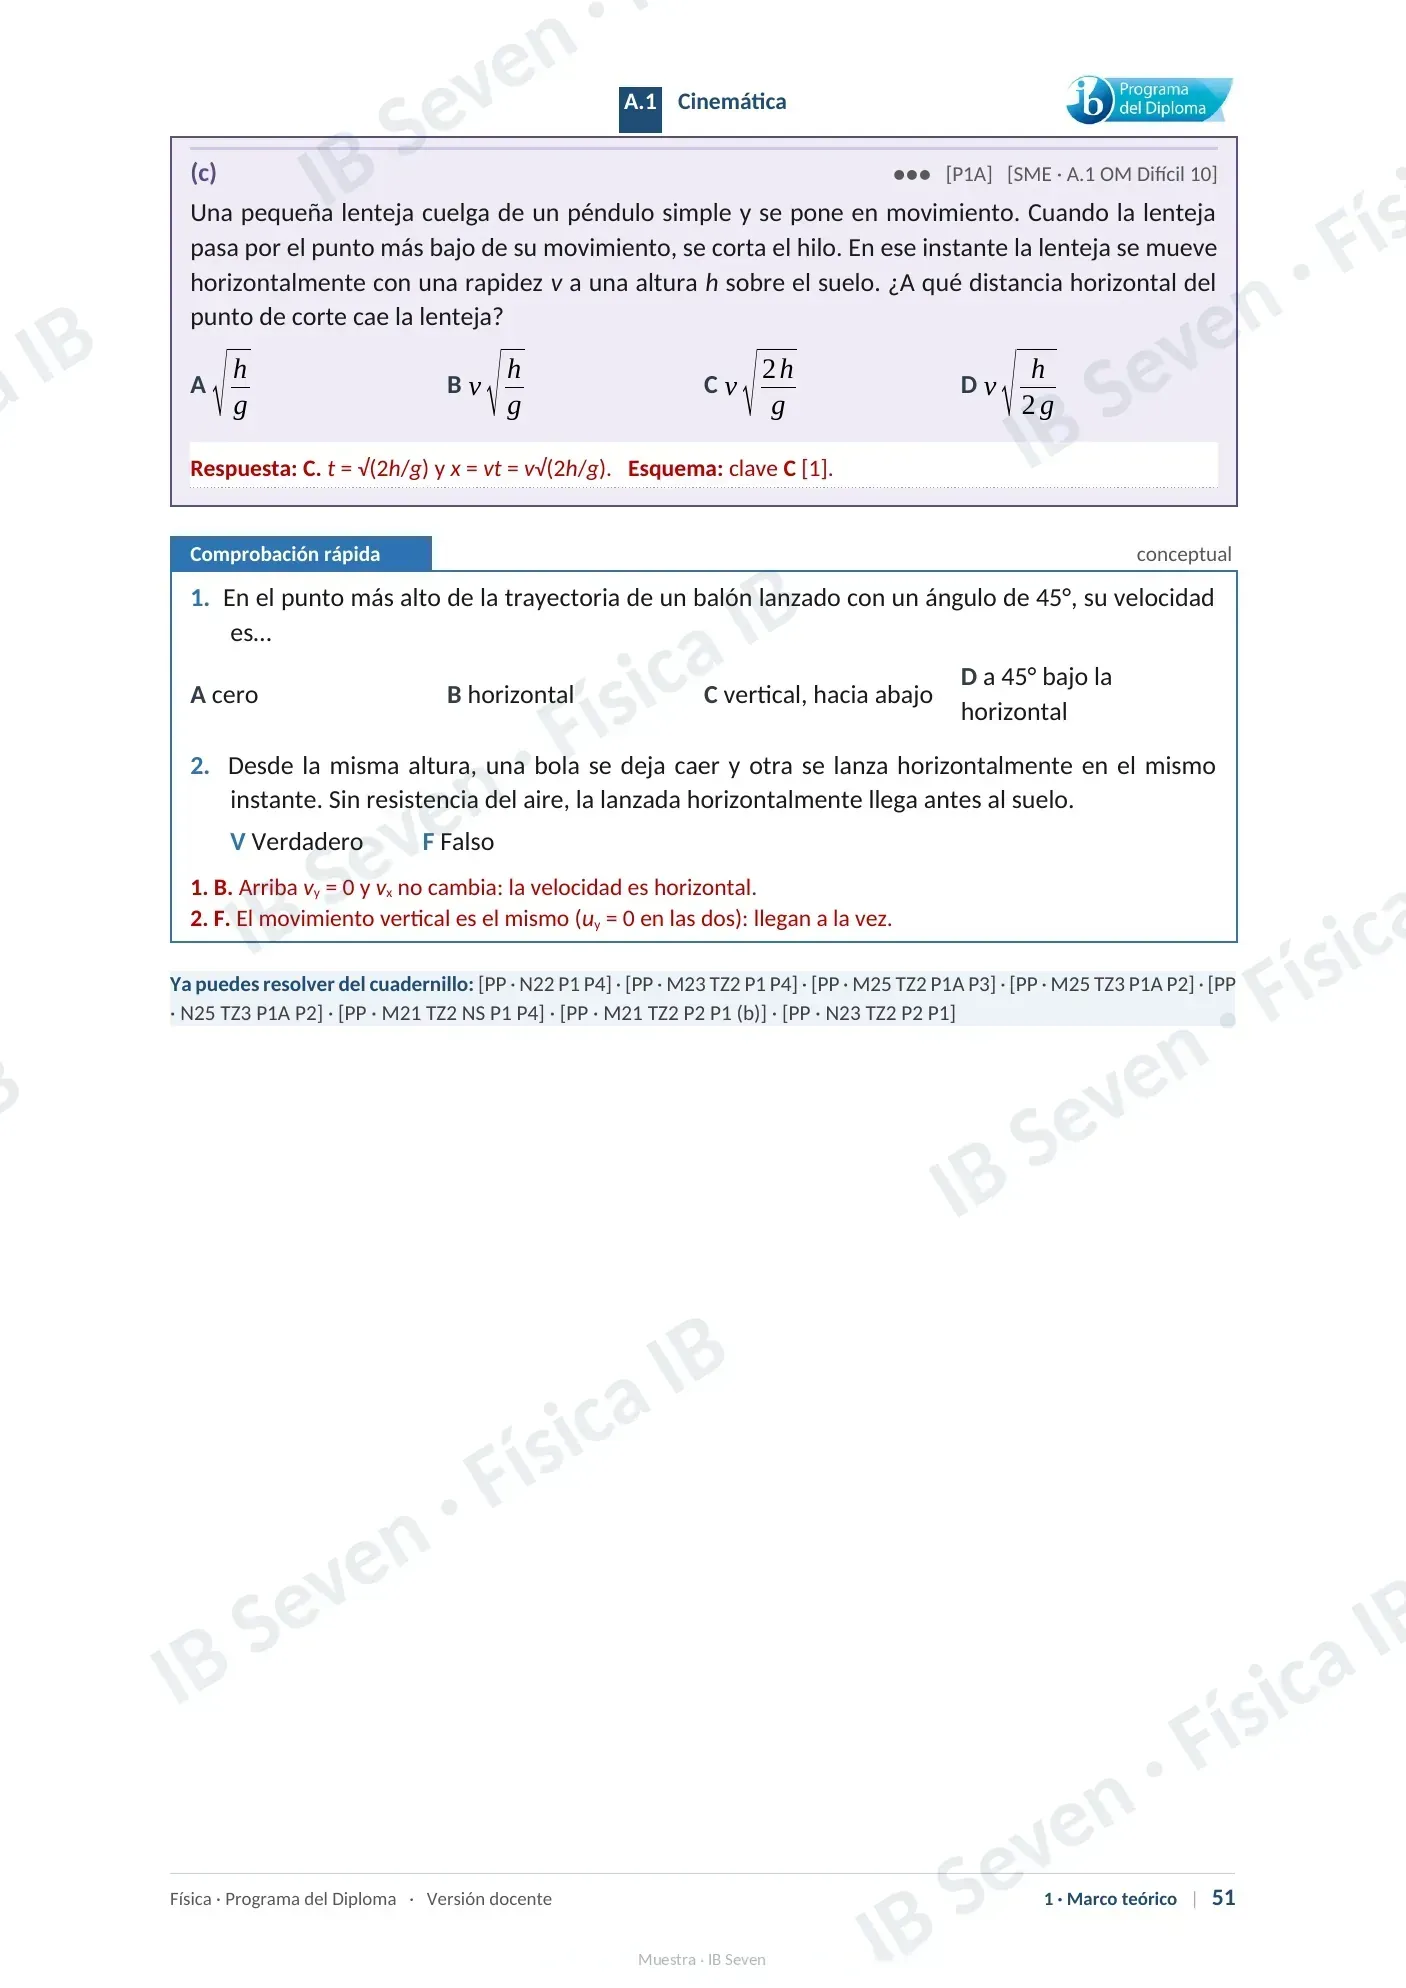 A.1 Cinemática
ib Programa
del Diploma
(c) ●●● [P1A] [SME · A.1 OM Difícil 10]
Una pequeña lenteja cuelga de un péndulo simple y se pone en movimiento. Cuando la lenteja
pasa por el punto más bajo de su movimiento, se corta el hilo. En ese instante la lenteja se mueve
horizontalmente con una rapidez v a una altura h sobre el suelo. ¿A qué distancia horizontal del
punto de corte cae la lenteja?
A √(h/g) B v√(h/g) C v√(2h/g) D v√(h/2g)
Respuesta: C. t = √(2h/g) y x = vt = v√(2h/g). Esquema: clave C [1].
Comprobación rápida conceptual
1. En el punto más alto de la trayectoria de un balón lanzado con un ángulo de 45°, su velocidad
es...
A cero B horizontal C vertical, hacia abajo D a 45° bajo la
horizontal
2. Desde la misma altura, una bola se deja caer y otra se lanza horizontalmente en el mismo
instante. Sin resistencia del aire, la lanzada horizontalmente llega antes al suelo.
V Verdadero F Falso
1. B. Arriba vy = 0 y vx no cambia: la velocidad es horizontal.
2. F. El movimiento vertical es el mismo (uy = 0 en las dos): llegan a la vez.
Ya puedes resolver del cuadernillo: [PP · N22 P1 P4] · [PP · M23 TZ2 P1 P4] · [PP · M25 TZ2 P1A P3] · [PP · M25 TZ3 P1A P2] · [PP
· N25 TZ3 P1A P2] · [PP · M21 TZ2 NS P1 P4] · [PP · M21 TZ2 P2 P1 (b)] · [PP · N23 TZ2 P2 P1]
IB Seven · Física IB
IB Seven · Física IB
Física · Programa del Diploma · Versión docente 1 · Marco teórico | 51
Muestra · IB Seven